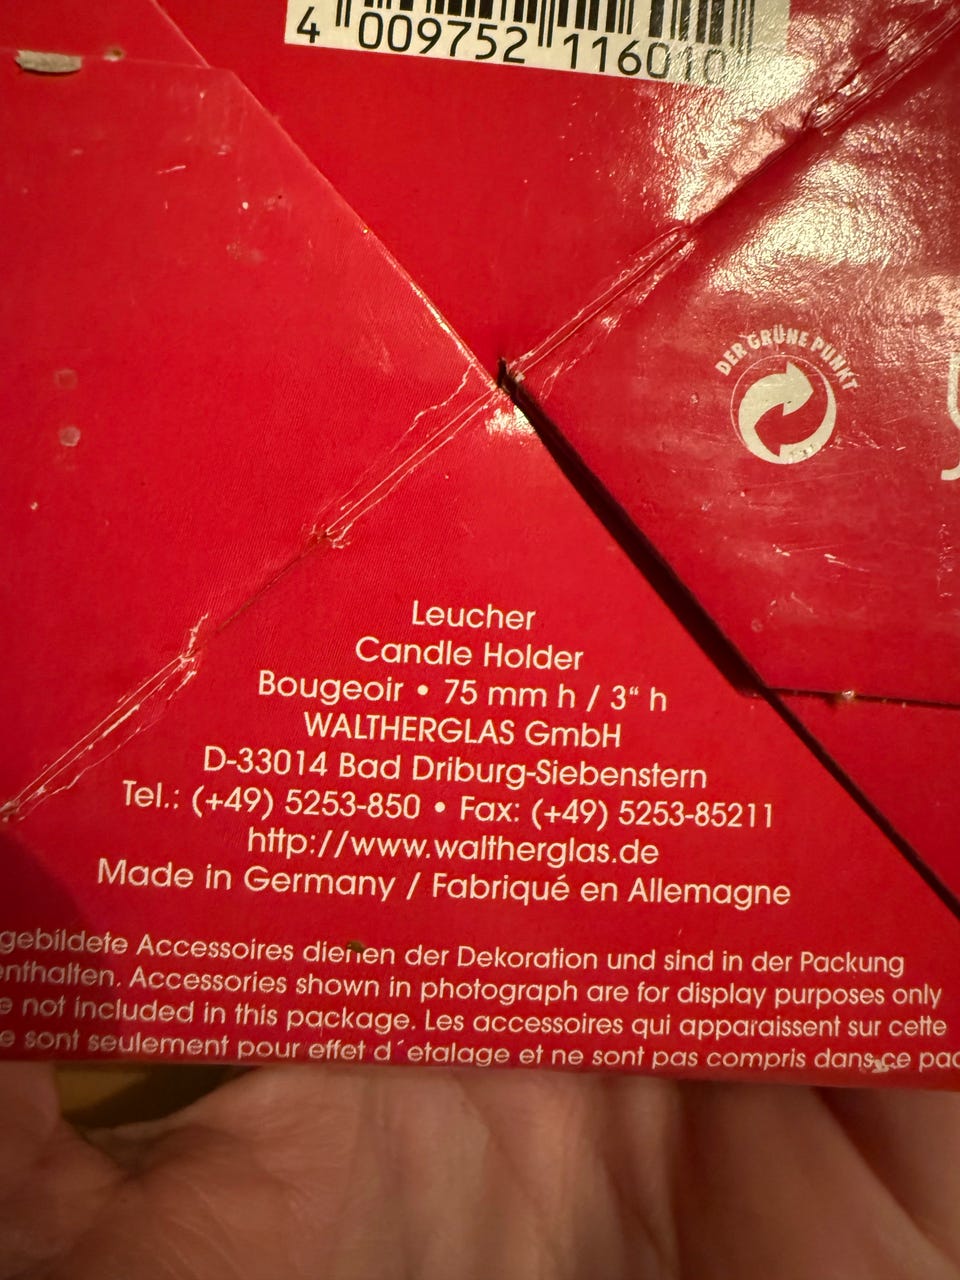 4 009752 116010
DER GRÜNE PUNKT
Leucher
Candle Holder
Bougeoir • 75 mm h / 3“ h
WALTHERGLAS GmbH
D-33014 Bad Driburg-Siebenstern
Tel.: (+49) 5253-850 • Fax: (+49) 5253-85211
http://www.waltherglas.de
Made in Germany / Fabriqué en Allemagne
gebildete Accessoires dienen der Dekoration und sind in der Packung
enthalten. Accessories shown in photograph are for display purposes only
e not included in this package. Les accessoires qui apparaissent sur cette
e sont seulement pour effet d´etalage et ne sont pas compris dans ce pac